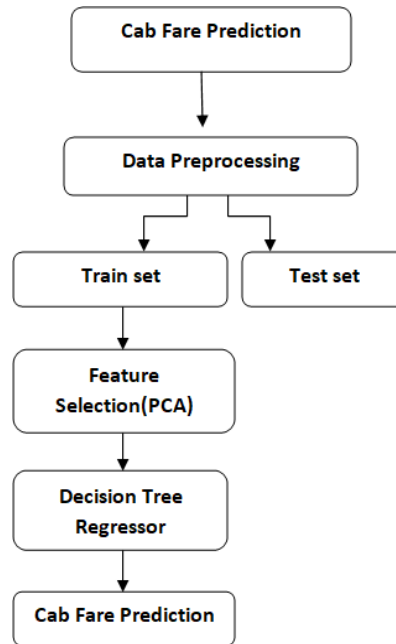 Cab Fare Prediction
Data Preprocessing
Train set
Test set
Feature
Selection(PCA)
Decision Tree
Regressor
Cab Fare Prediction